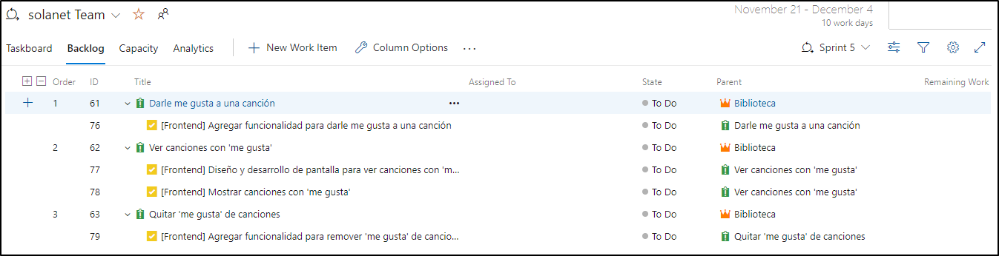 solanet Team
November 21 - December 4
10 work days
Taskboard Backlog Capacity Analytics New Work Item Column Options ... Sprint 5
Order ID Title Assigned To State Parent Remaining Work
1 61 Darle me gusta a una canción ... To Do Biblioteca
76 [Frontend] Agregar funcionalidad para darle me gusta a una canción To Do Darle me gusta a una canción
2 62 Ver canciones con 'me gusta' To Do Biblioteca
77 [Frontend] Diseño y desarrollo de pantalla para ver canciones con 'm... To Do Ver canciones con 'me gusta'
78 [Frontend] Mostrar canciones con 'me gusta' To Do Ver canciones con 'me gusta'
3 63 Quitar 'me gusta' de canciones To Do Biblioteca
79 [Frontend] Agregar funcionalidad para remover 'me gusta' de cancio... To Do Quitar 'me gusta' de canciones